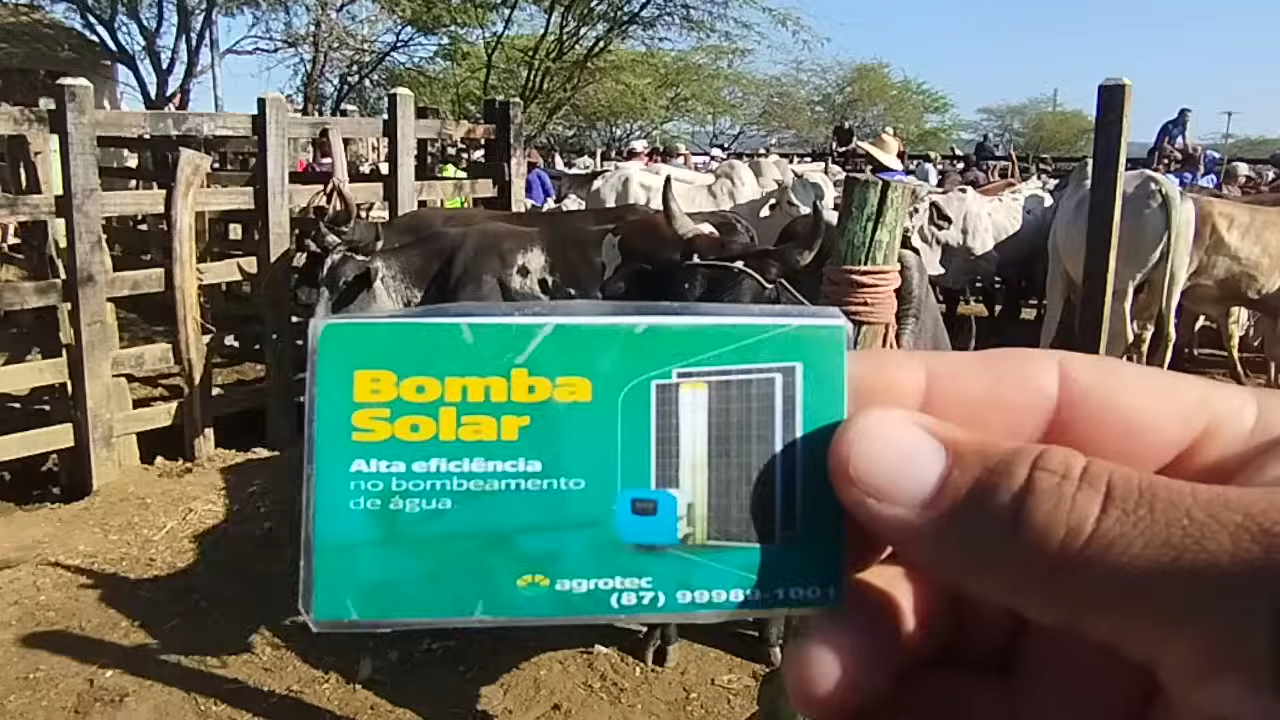 Bomba
Solar
Alta eficiência
no bombeamento
de água
agrotec
(87) 99989-1001